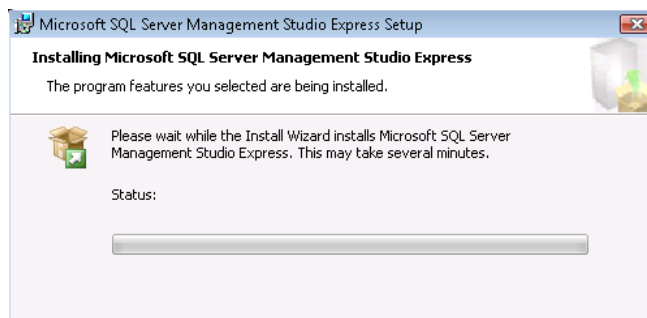 Microsoft SQL Server Management Studio Express Setup
Installing Microsoft SQL Server Management Studio Express
The program features you selected are being installed.
Please wait while the Install Wizard installs Microsoft SQL Server
Management Studio Express. This may take several minutes.
Status: